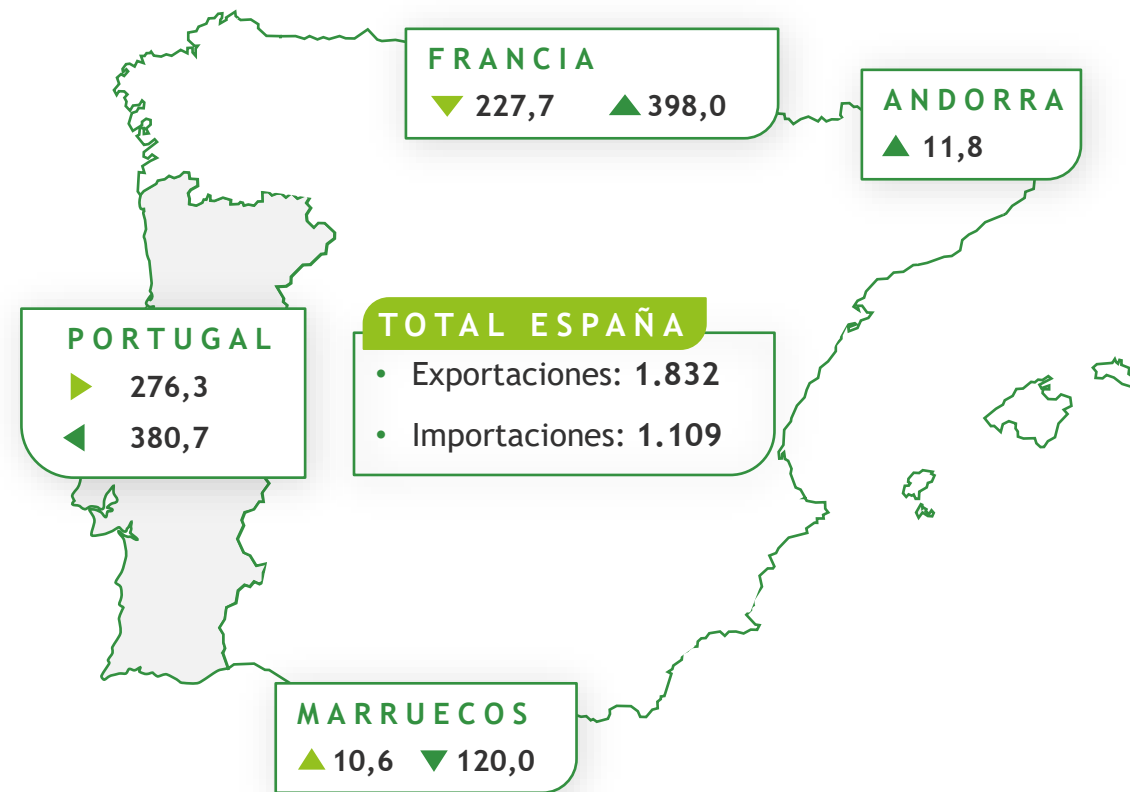 FRANCIA
227,7 398,0
ANDORRA
11,8
PORTUGAL
276,3
380,7
TOTAL ESPAÑA
• Exportaciones: 1.832
• Importaciones: 1.109
MARRUECOS
10,6 120,0